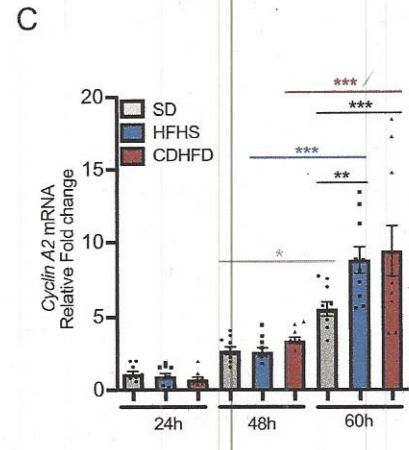 C
***
***
20
SD
HFHS
CDHFD
***
**
15
*
10
5
0
Cyclin A2 mRNA
Relative Fold change
24h
48h
60h